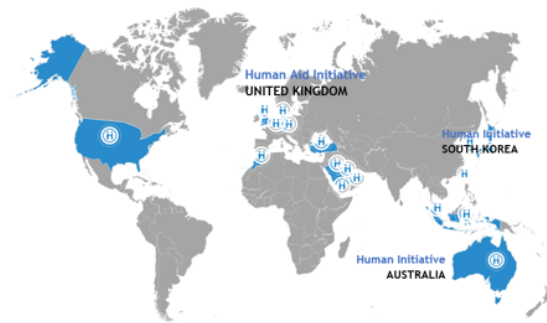 Human Aid Initiative
UNITED KINGDOM
Human Initiative
SOUTH KOREA
Human Initiative
AUSTRALIA